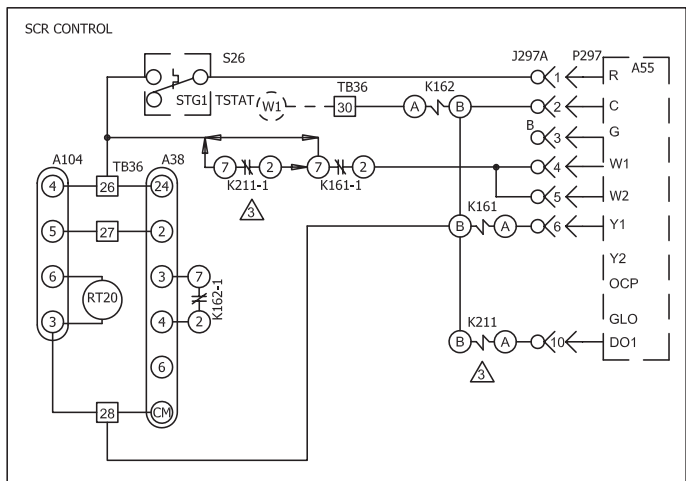 SCR CONTROL
S26
J297A P297
STG1 TSTAT W1
TB36
30
A K162 B
1 R A55
2 C
B 3 G
4 W1
5 W2
7 2 7 2
K211-1 K161-1
3
A104 TB36 A38
4 26 24
5 27 2
6 3 7
RT20 K162-1
3 4 2
6
28 CM
K161
B A 6 Y1
Y2
OCP
GLO
K211
B A 10 DO1
3